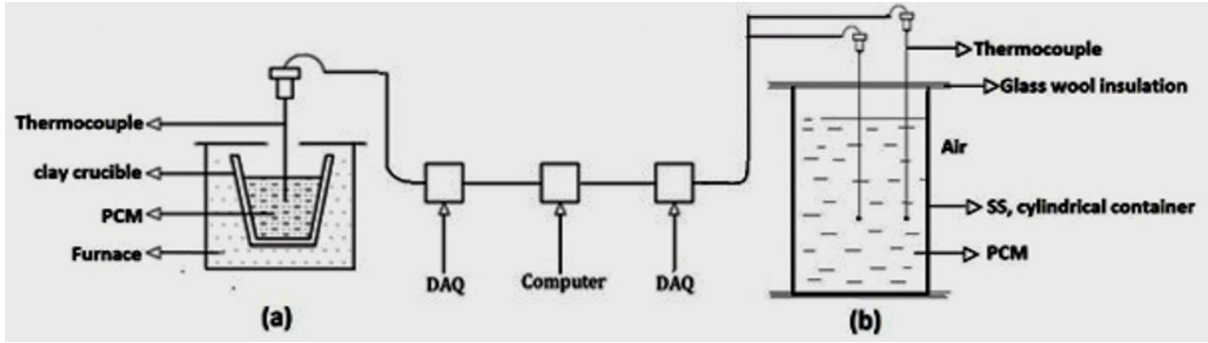 Thermocouple
clay crucible
PCM
Furnace
(a)
DAQ
Computer
DAQ
Thermocouple
Glass wool insulation
Air
SS, cylindrical container
PCM
(b)